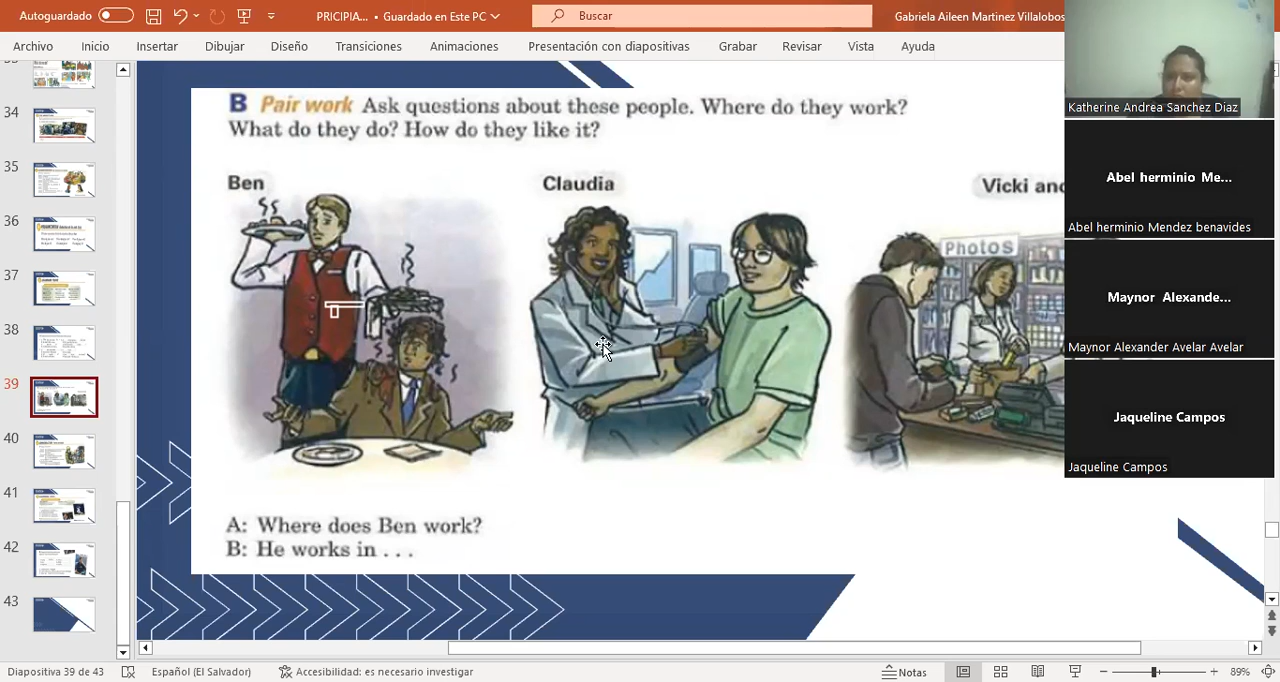 Autoguardado
PRICIPIA... • Guardado en Este PC
Buscar
Gabriela Aileen Martinez Villalobos
Archivo Inicio Insertar Dibujar Diseño Transiciones Animaciones Presentación con diapositivas Grabar Revisar Vista Ayuda
34
35
36
37
38
39
40
41
42
43
B Pair work Ask questions about these people. Where do they work?
What do they do? How do they like it?
Ben
Claudia
Vicki and
Photos
A: Where does Ben work?
B: He works in . . .
Katherine Andrea Sanchez Diaz
Abel herminio Me...
Abel herminio Mendez benavides
Maynor Alexande...
Maynor Alexander Avelar Avelar
Jaqueline Campos
Jaqueline Campos
Diapositiva 39 de 43 Español (El Salvador) Accesibilidad: es necesario investigar Notas 89%